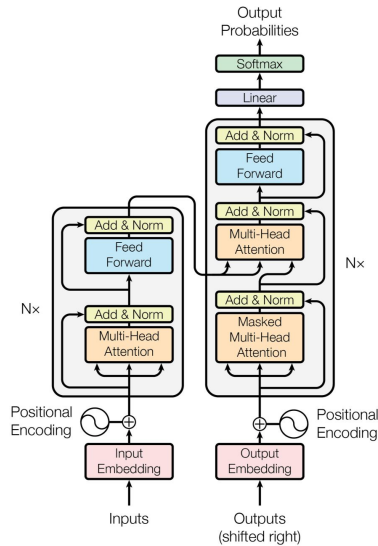 Output
Probabilities
Softmax
Linear
Add & Norm
Feed
Forward
Add & Norm
Multi-Head
Attention
Add & Norm
Masked
Multi-Head
Attention
N×
Add & Norm
Feed
Forward
N×
Add & Norm
Multi-Head
Attention
Positional
Encoding
Positional
Encoding
Input
Embedding
Output
Embedding
Inputs
Outputs
(shifted right)